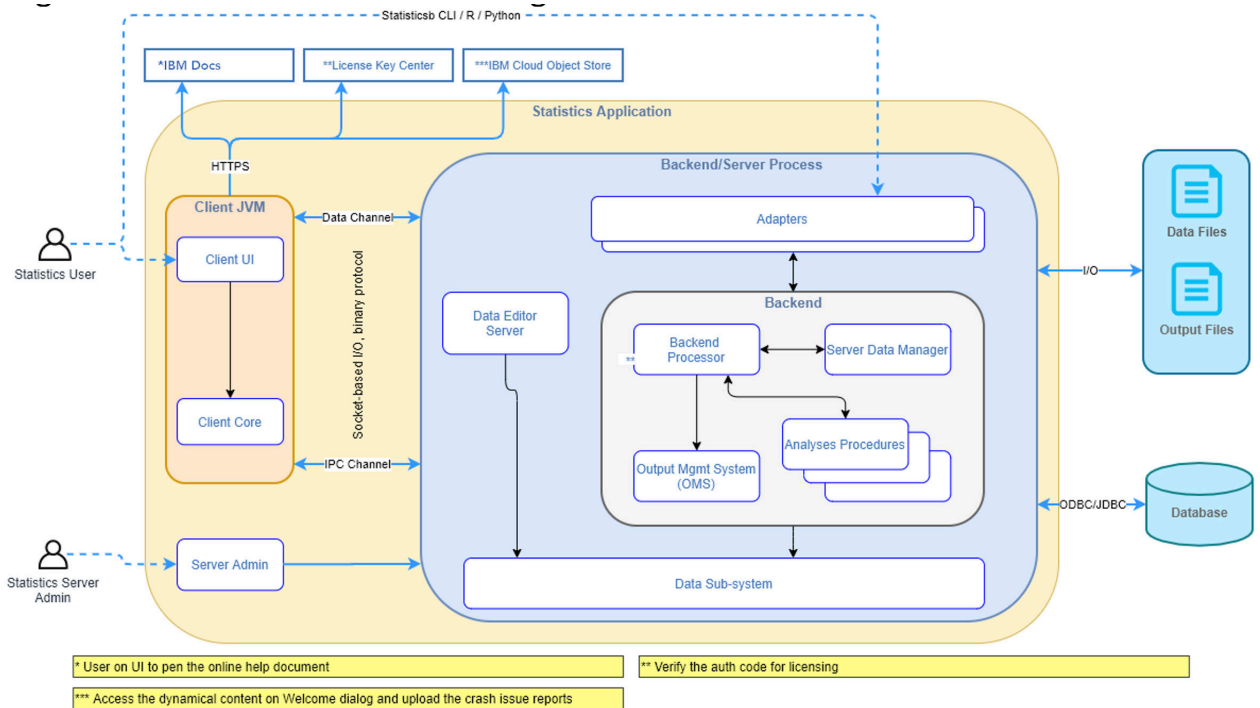 Statisticsb CLI / R / Python
*IBM Docs
**License Key Center
***IBM Cloud Object Store
Statistics Application
HTTPS
Backend/Server Process
Client JVM
Data Channel
Adapters
Client UI
Statistics User
Socket-based I/O, binary protocol
Data Editor
Server
Backend
Backend
Processor
**
Server Data Manager
I/O
Data Files
Output Files
Client Core
Analyses Procedures
IPC Channel
Output Mgmt System
(OMS)
ODBC/JDBC
Database
Statistics Server
Admin
Server Admin
Data Sub-system
* User on UI to pen the online help document
** Verify the auth code for licensing
*** Access the dynamical content on Welcome dialog and upload the crash issue reports